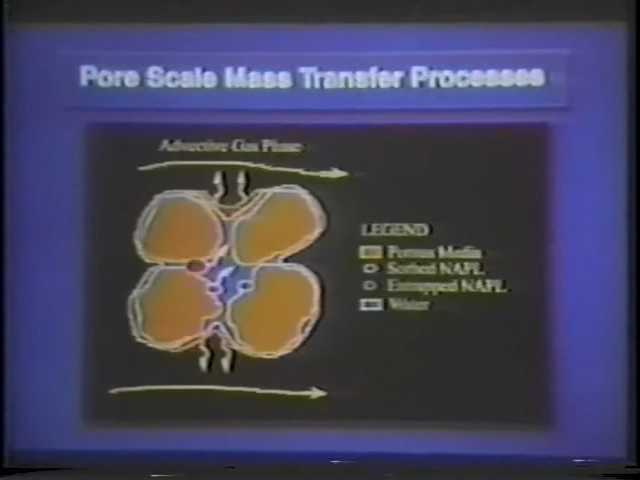 Pore Scale Mass Transfer Processes
Advective Gas Phase
LEGEND
Porous Media
Sorbed NAPL
Entrapped NAPL
Water